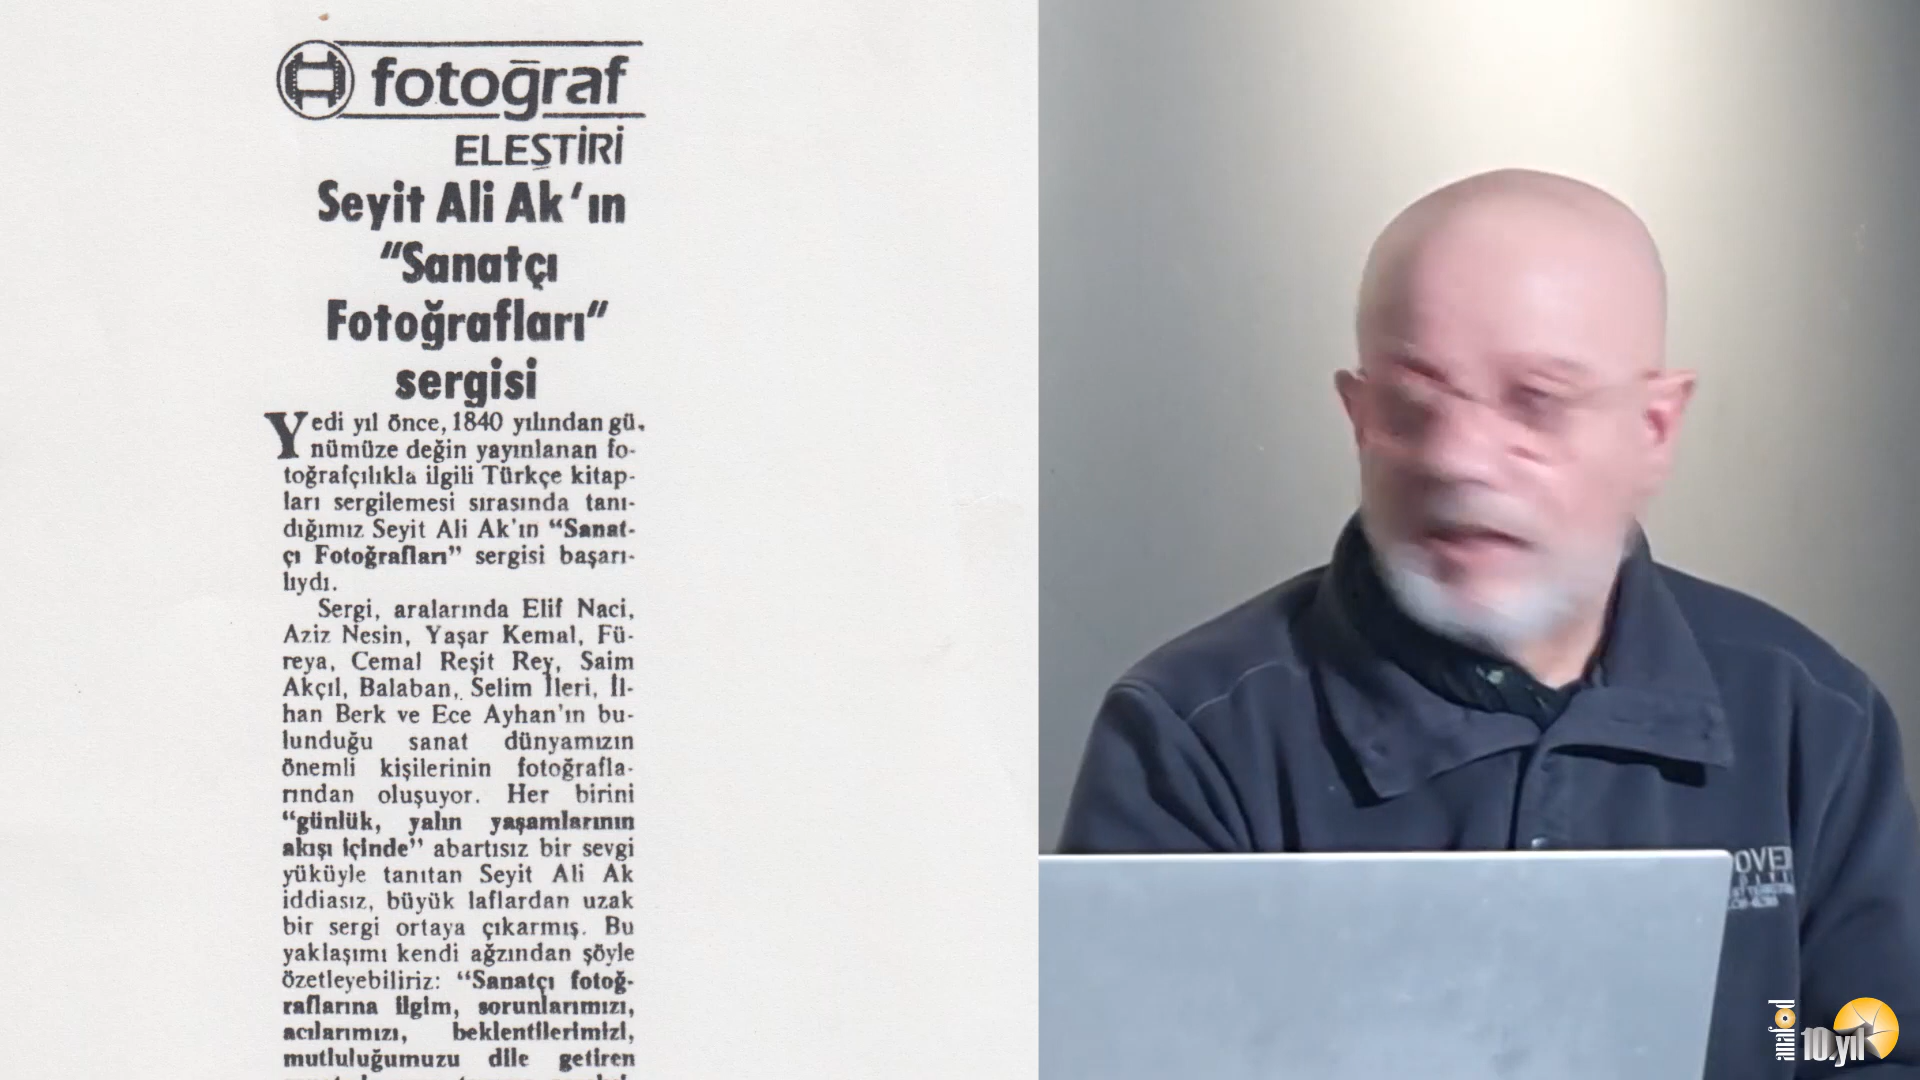 fotoğraf
ELEŞTİRİ
Seyit Ali Ak'ın
"Sanatçı
Fotoğrafları"
sergisi
Yedi yıl önce, 1840 yılından gü-
nümüze değin yayınlanan fo-
toğrafçılıkla ilgili Türkçe kitap-
ları sergilemesi sırasında tanı-
dığımız Seyit Ali Ak'ın "Sanat-
çı Fotoğrafları" sergisi başarı-
lıydı.
Sergi, aralarında Elif Naci,
Aziz Nesin, Yaşar Kemal, Fü-
reya, Cemal Reşit Rey, Saim
Akçıl, Balaban, Selim İleri, İl-
han Berk ve Ece Ayhan'ın bu-
lunduğu sanat dünyamızın
önemli kişilerinin fotoğrafla-
rından oluşuyor. Her birini
"günlük, yalın yaşamlarının
akışı içinde" abartısız bir sevgi
yüküyle tanıtan Seyit Ali Ak
iddiasız, büyük laflardan uzak
bir sergi ortaya çıkarmış. Bu
yaklaşımı kendi ağzından şöyle
özetleyebiliriz: "Sanatçı fotoğ-
raflarına ilgim, sorunlarımızı,
acılarımızı, beklentilerimizi,
mutluluğumuzu dile getiren
anafod
10.yıl